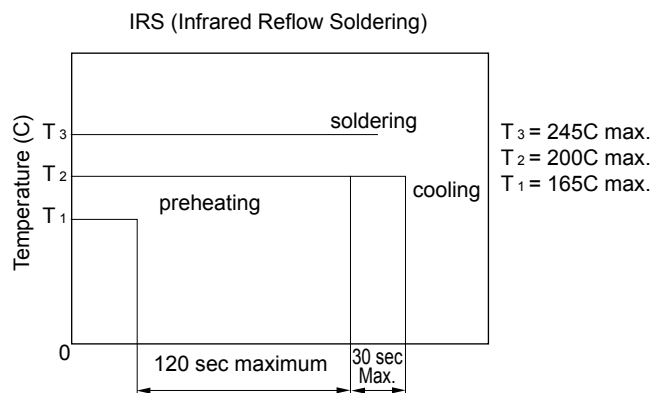 IRS (Infrared Reflow Soldering)
Temperature (C)
T 3
soldering
T 3 = 245C max.
T 2
T 2 = 200C max.
preheating
cooling
T 1 = 165C max.
T 1
0
120 sec maximum
30 sec
Max.